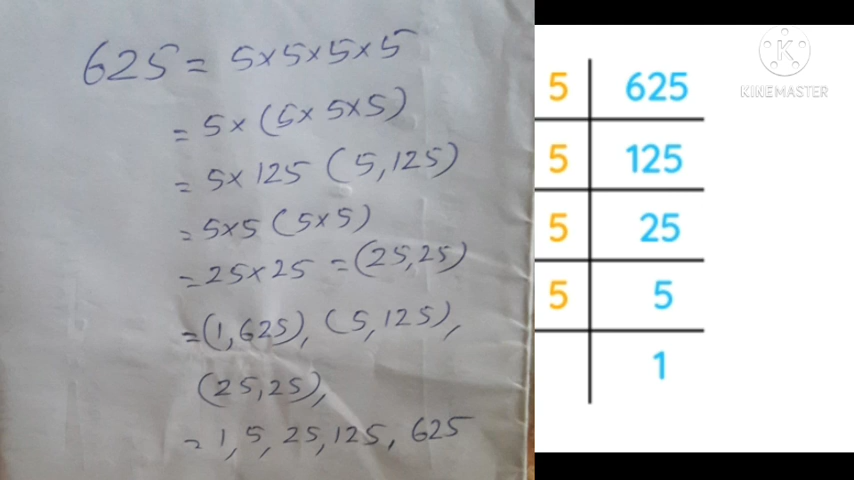 625 = 5×5×5×5
= 5×(5×5×5)
= 5×125 (5,125)
= 5×5 (5×5)
= 25×25 = (25,25)
= (1,625), (5,125),
(25,25),
= 1, 5, 25, 125, 625
5 625
5 125
5 25
5 5
1
KINEMASTER